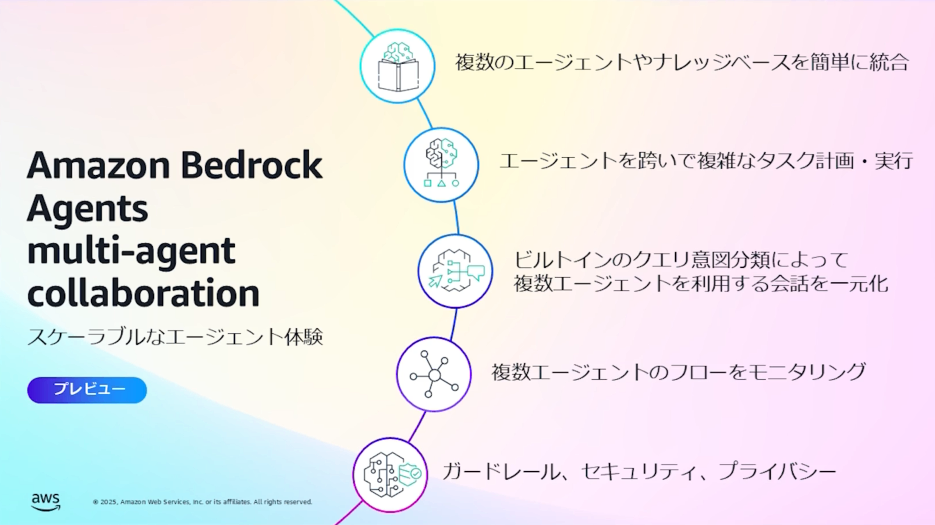 Amazon Bedrock
Agents
multi-agent
collaboration
スケーラブルなエージェント体験
プレビュー
複数のエージェントやナレッジベースを簡単に統合
エージェントを跨いで複雑なタスク計画・実行
ビルトインのクエリ意図分類によって
複数エージェントを利用する会話を一元化
複数エージェントのフローをモニタリング
ガードレール、セキュリティ、プライバシー
aws
© 2025, Amazon Web Services, Inc. or its affiliates. All rights reserved.